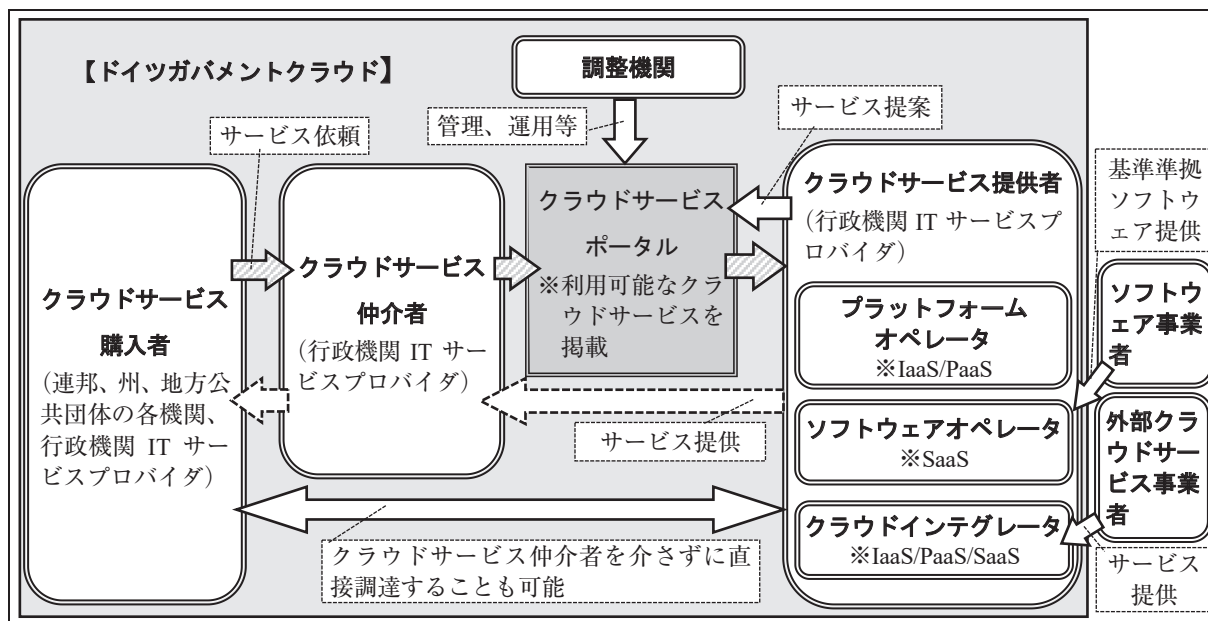 【ドイツガバメントクラウド】
調整機関
管理、運用等
サービス提案
サービス依頼
クラウドサービス
購入者
（連邦、州、地方公
共団体の各機関、
行政機関 IT サー
ビスプロバイダ）
クラウドサービス
仲介者
（行政機関 IT サー
ビスプロバイダ）
クラウドサービス
ポータル
※利用可能なクラ
ウドサービスを
掲載
クラウドサービス提供者
（行政機関 IT サービスプ
ロバイダ）
プラットフォーム
オペレータ
※IaaS/PaaS
ソフトウェアオペレータ
※SaaS
クラウドインテグレータ
※IaaS/PaaS/SaaS
基準準拠
ソフトウ
ェア提供
ソフトウ
ェア事業
者
外部クラ
ウドサー
ビス事業
者
サービス
提供
サービス提供
クラウドサービス仲介者を介さずに直
接調達することも可能